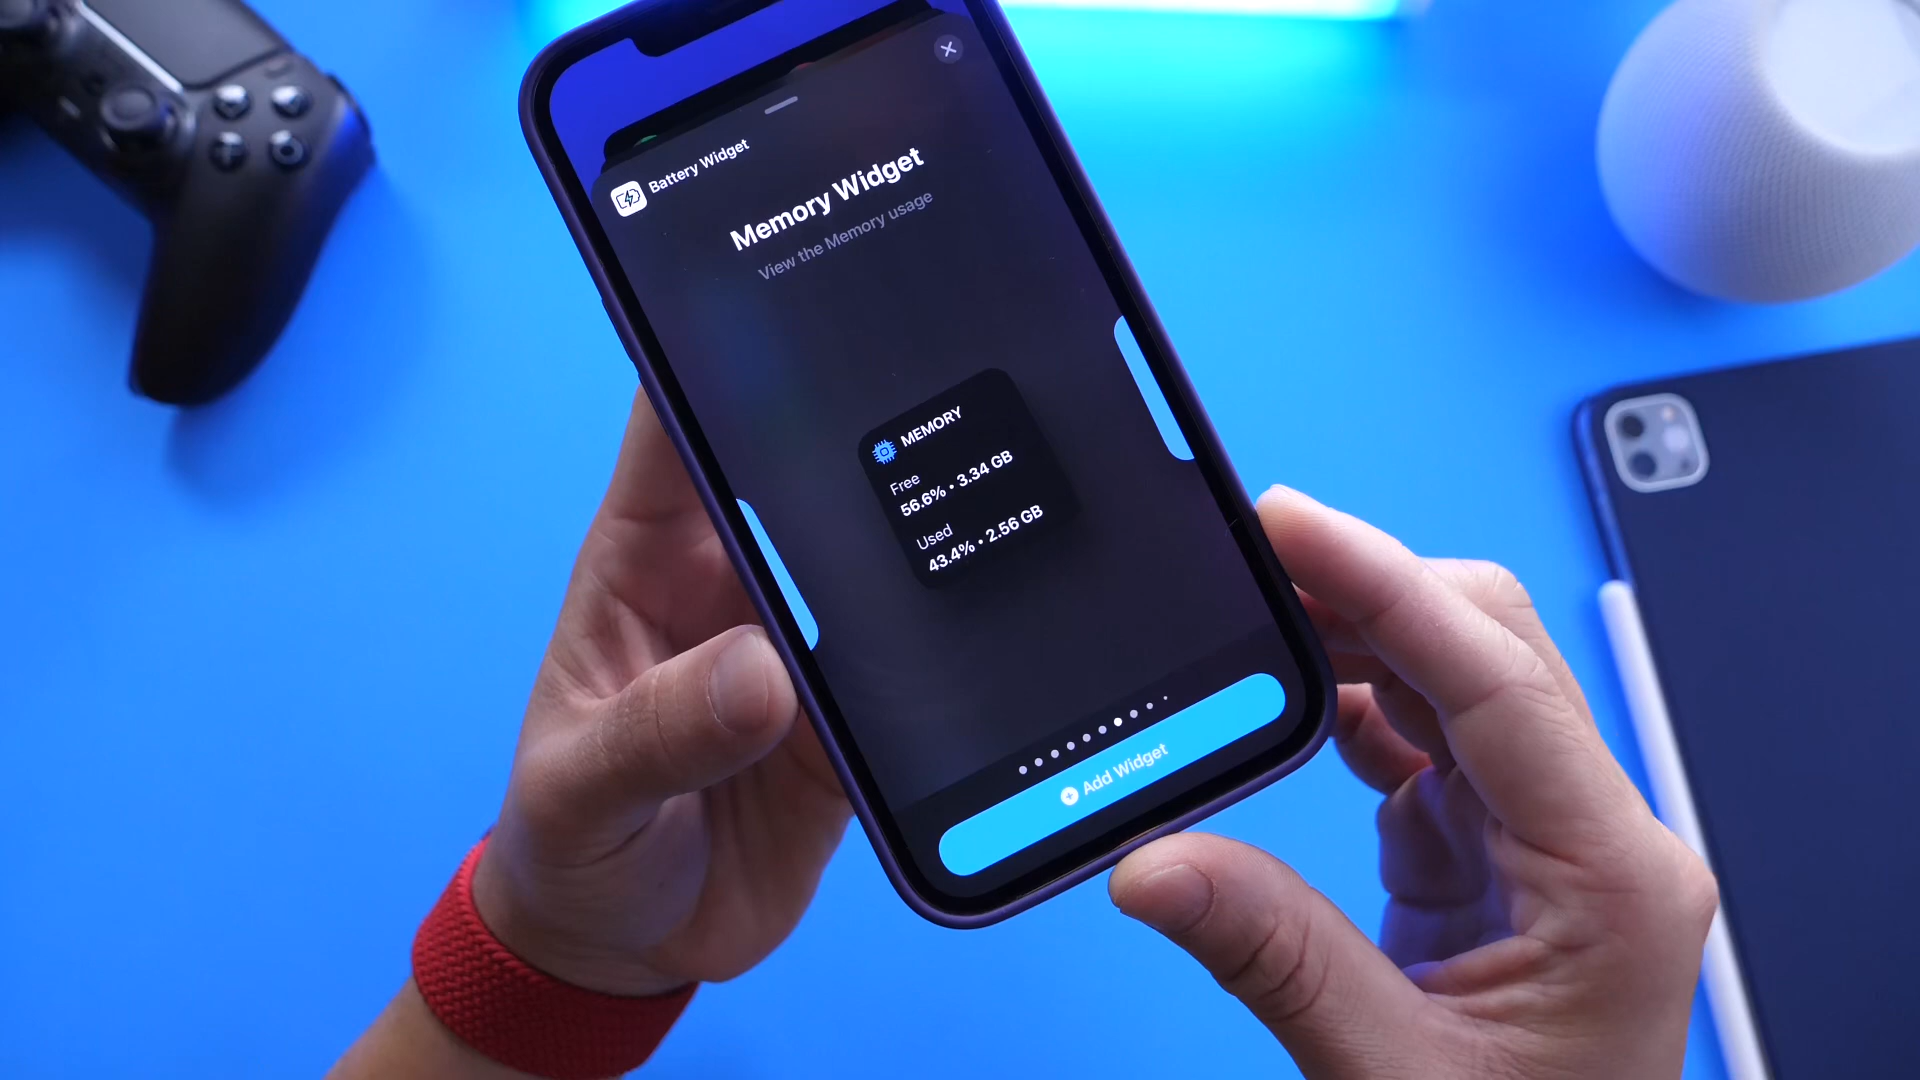 Battery Widget
Memory Widget
View the Memory usage
MEMORY
Free
56.6% • 3.34 GB
Used
43.4% • 2.56 GB
Add Widget